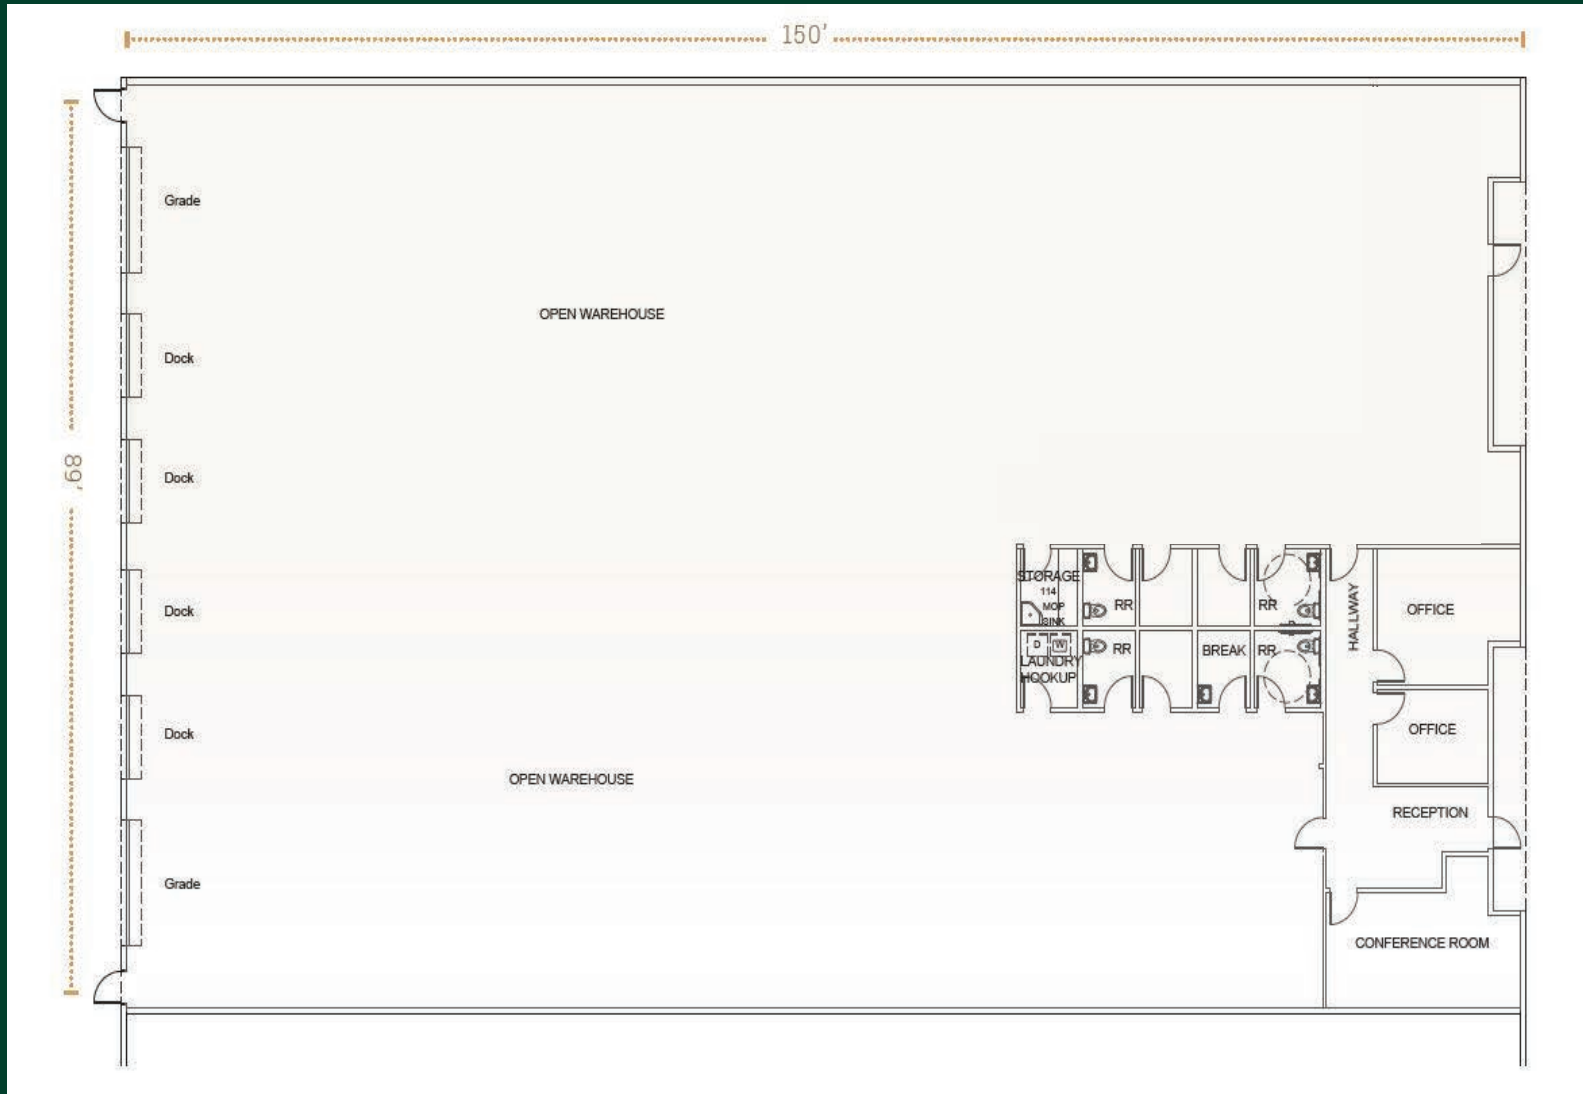 150'
89'
Grade
OPEN WAREHOUSE
Dock
Dock
STORAGE
114
MOP
SINK
RR
RR
HALLWAY
OFFICE
Dock
D
W
LAUNDRY
HOOKUP
RR
BREAK
RR
OFFICE
Dock
OPEN WAREHOUSE
RECEPTION
Grade
CONFERENCE ROOM